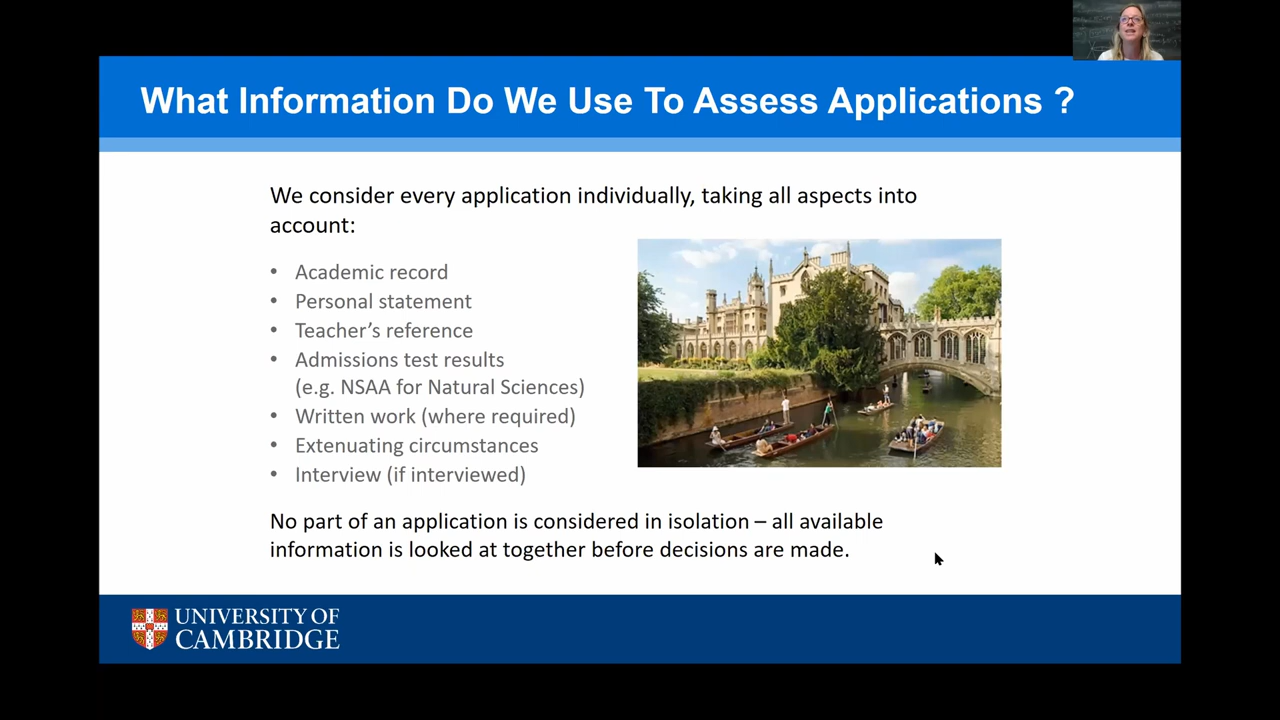 What Information Do We Use To Assess Applications ?
We consider every application individually, taking all aspects into
account:
• Academic record
• Personal statement
• Teacher’s reference
• Admissions test results
(e.g. NSAA for Natural Sciences)
• Written work (where required)
• Extenuating circumstances
• Interview (if interviewed)
No part of an application is considered in isolation – all available
information is looked at together before decisions are made.
UNIVERSITY OF
CAMBRIDGE